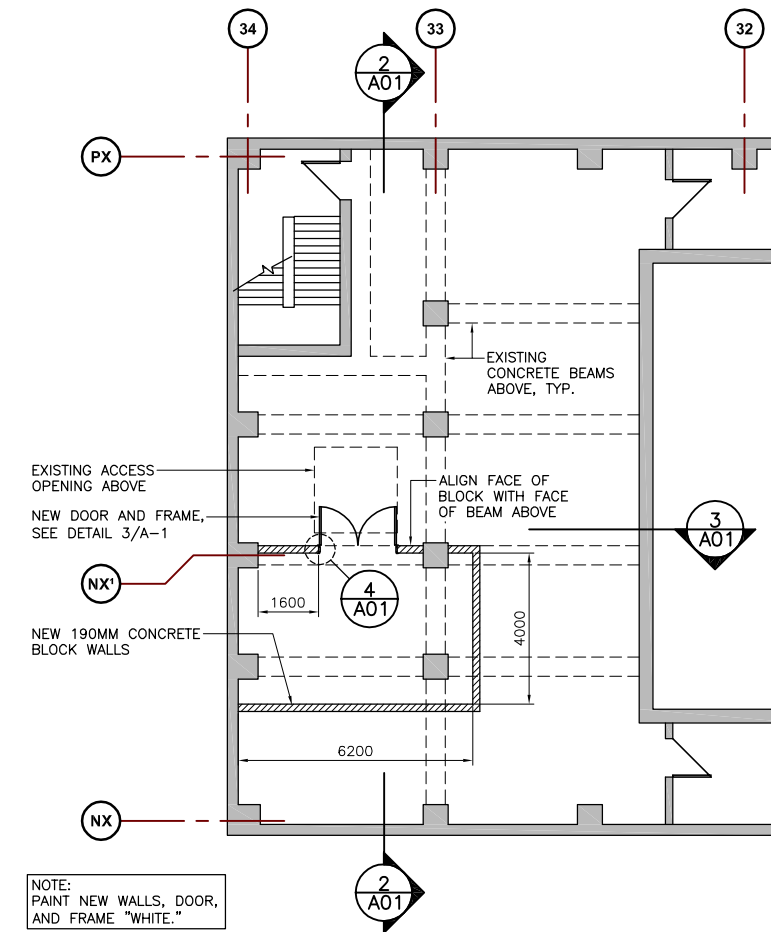 34
33
32
2
A01
PX
EXISTING
CONCRETE BEAMS
ABOVE, TYP.
EXISTING ACCESS
OPENING ABOVE
ALIGN FACE OF
BLOCK WITH FACE
OF BEAM ABOVE
NEW DOOR AND FRAME,
SEE DETAIL 3/A-1
3
A01
NX¹
4
A01
1600
4000
NEW 190MM CONCRETE
BLOCK WALLS
6200
NX
2
A01
NOTE:
PAINT NEW WALLS, DOOR,
AND FRAME "WHITE."